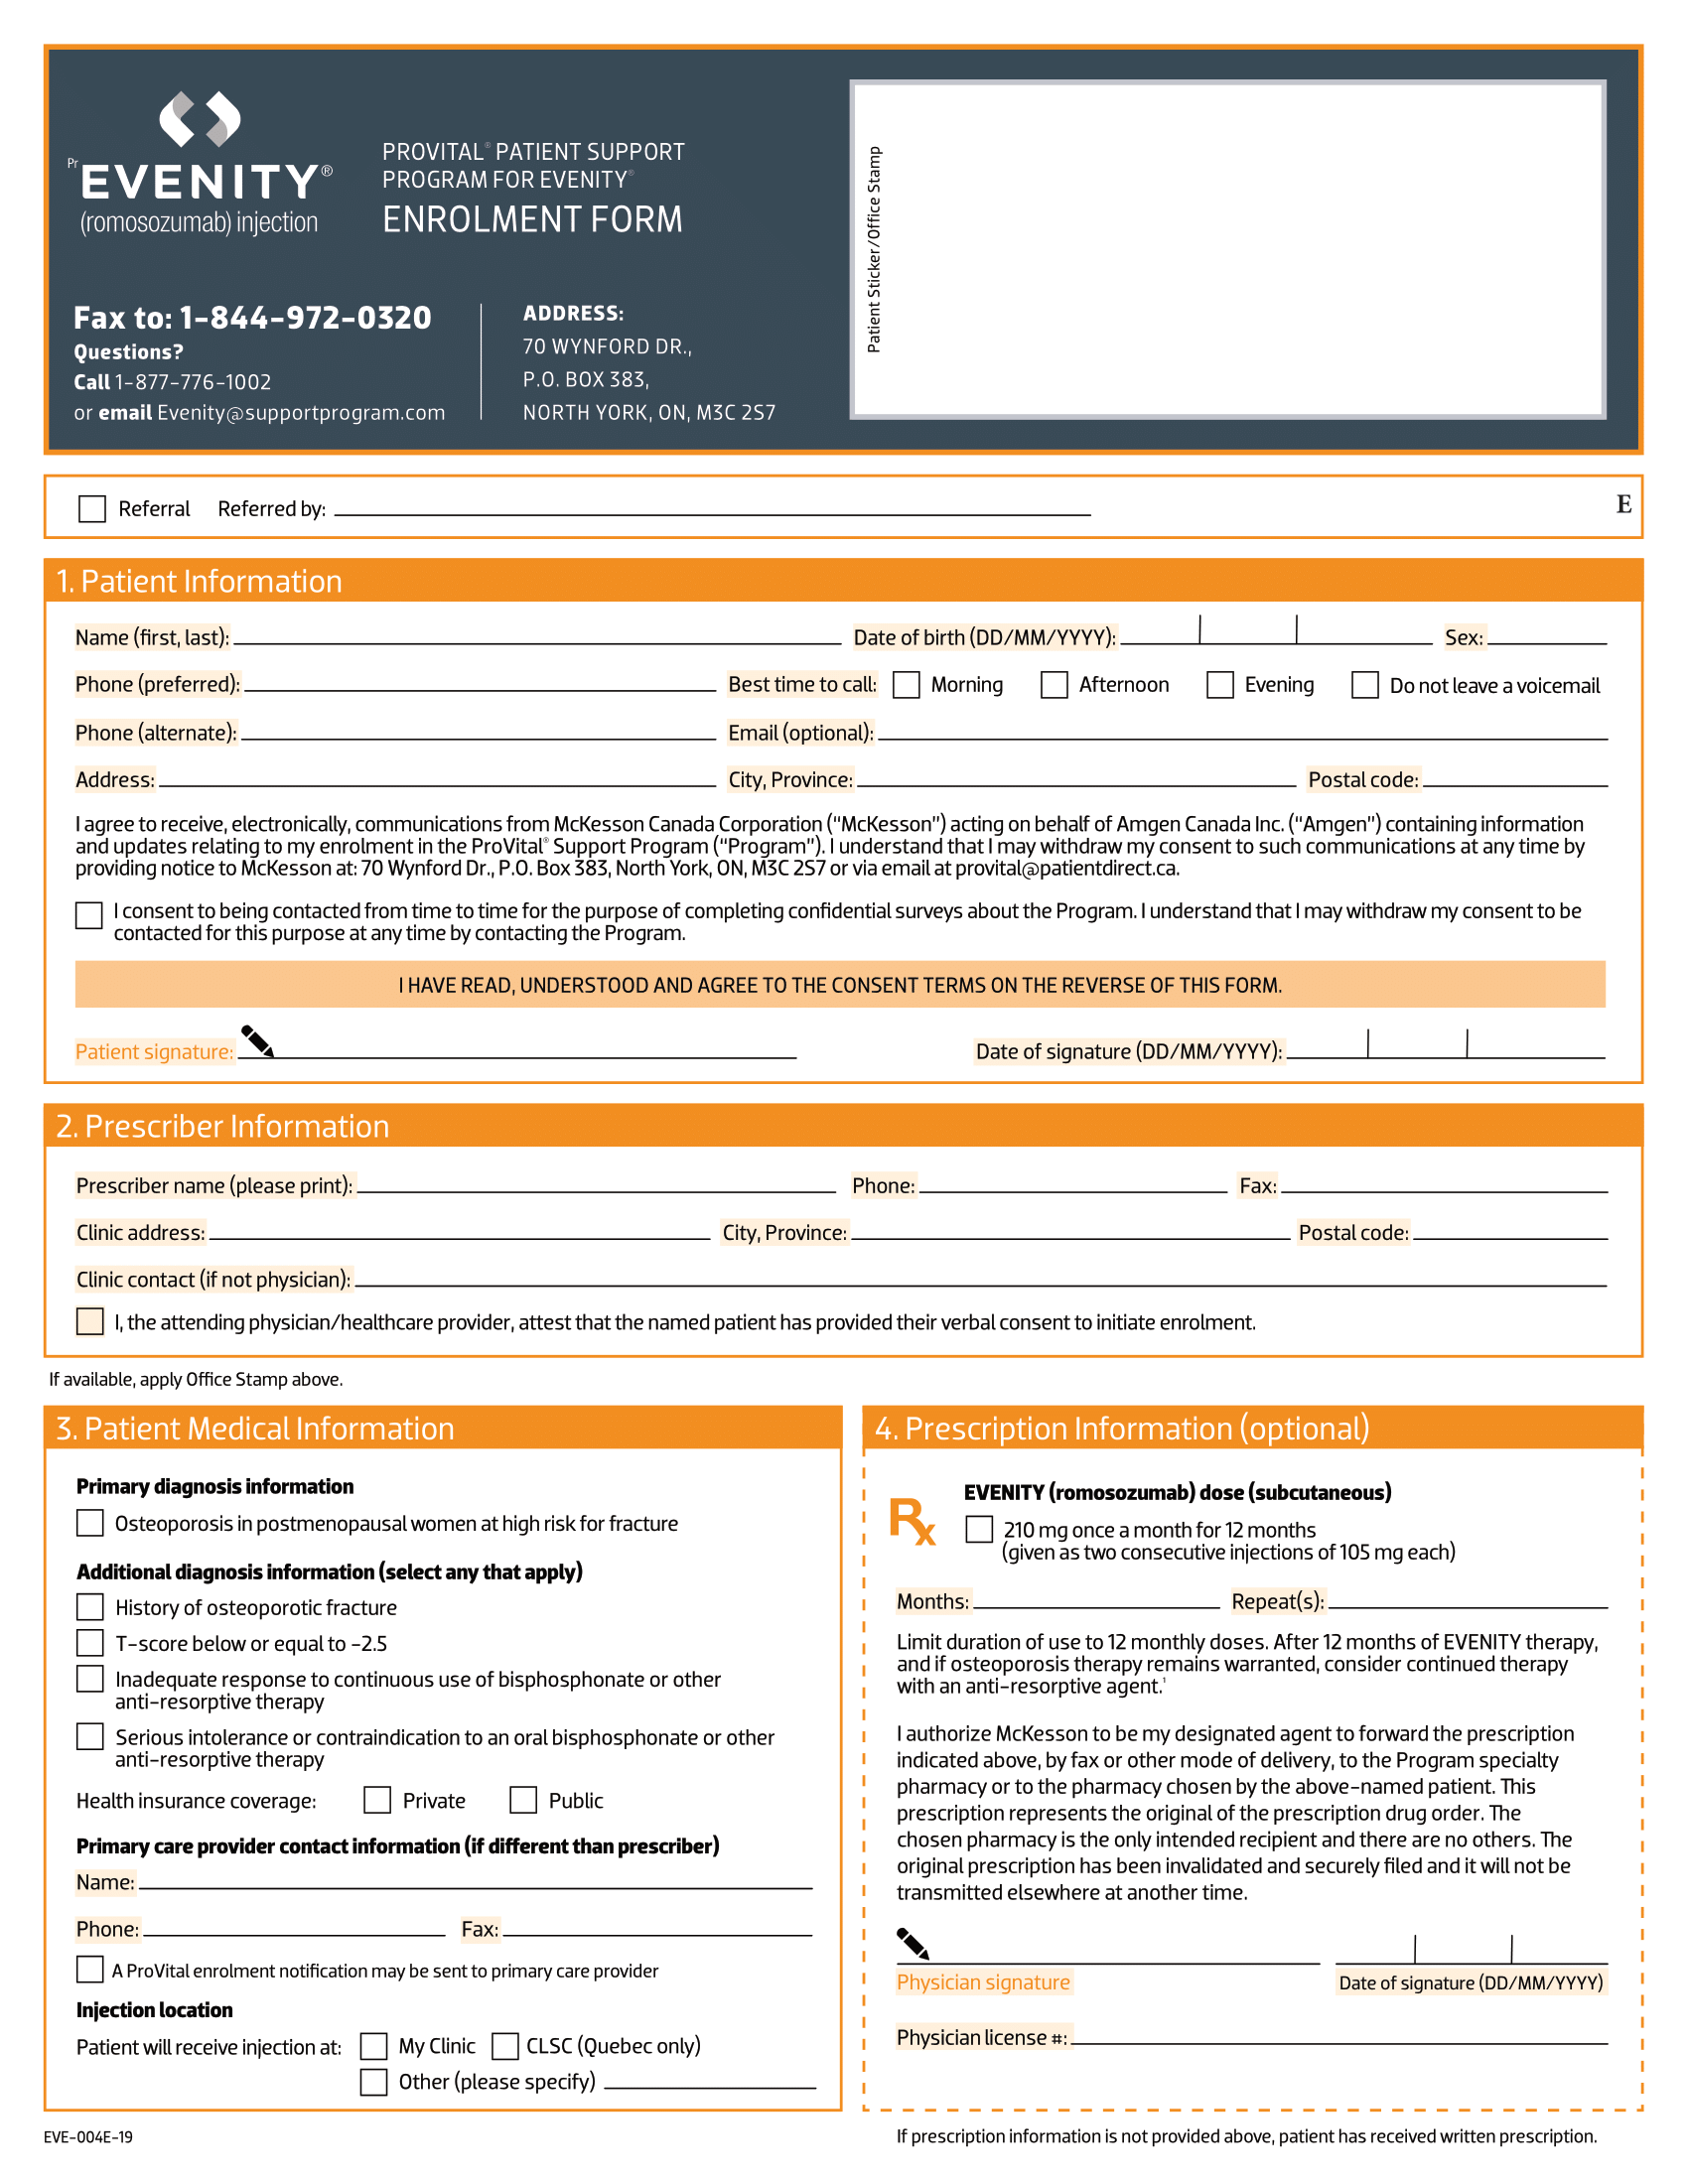 Pr EVENITY®
(romosozumab) injection
PROVITAL® PATIENT SUPPORT
PROGRAM FOR EVENITY®
ENROLMENT FORM
Fax to: 1-844-972-0320
Questions?
Call 1-877-776-1002
or email Evenity@supportprogram.com
ADDRESS:
70 WYNFORD DR.,
P.O. BOX 383,
NORTH YORK, ON, M3C 2S7
Patient Sticker/Office Stamp
Referral Referred by:
E
1. Patient Information
Name (first, last): Date of birth (DD/MM/YYYY): Sex:
Phone (preferred): Best time to call: Morning Afternoon Evening Do not leave a voicemail
Phone (alternate): Email (optional):
Address: City, Province: Postal code:
I agree to receive, electronically, communications from McKesson Canada Corporation (“McKesson”) acting on behalf of Amgen Canada Inc. (“Amgen”) containing information
and updates relating to my enrolment in the ProVital® Support Program (“Program”). I understand that I may withdraw my consent to such communications at any time by
providing notice to McKesson at: 70 Wynford Dr., P.O. Box 383, North York, ON, M3C 2S7 or via email at provital@patientdirect.ca.
I consent to being contacted from time to time for the purpose of completing confidential surveys about the Program. I understand that I may withdraw my consent to be
contacted for this purpose at any time by contacting the Program.
I HAVE READ, UNDERSTOOD AND AGREE TO THE CONSENT TERMS ON THE REVERSE OF THIS FORM.
Patient signature: Date of signature (DD/MM/YYYY):
2. Prescriber Information
Prescriber name (please print): Phone: Fax:
Clinic address: City, Province: Postal code:
Clinic contact (if not physician):
I, the attending physician/healthcare provider, attest that the named patient has provided their verbal consent to initiate enrolment.
If available, apply Office Stamp above.
3. Patient Medical Information
Primary diagnosis information
Osteoporosis in postmenopausal women at high risk for fracture
Additional diagnosis information (select any that apply)
History of osteoporotic fracture
T-score below or equal to -2.5
Inadequate response to continuous use of bisphosphonate or other
anti-resorptive therapy
Serious intolerance or contraindication to an oral bisphosphonate or other
anti-resorptive therapy
Health insurance coverage: Private Public
Primary care provider contact information (if different than prescriber)
Name:
Phone: Fax:
A ProVital enrolment notification may be sent to primary care provider
Injection location
Patient will receive injection at: My Clinic CLSC (Quebec only)
Other (please specify)
4. Prescription Information (optional)
Rx
EVENITY (romosozumab) dose (subcutaneous)
210 mg once a month for 12 months
(given as two consecutive injections of 105 mg each)
Months: Repeat(s):
Limit duration of use to 12 monthly doses. After 12 months of EVENITY therapy,
and if osteoporosis therapy remains warranted, consider continued therapy
with an anti-resorptive agent.¹
I authorize McKesson to be my designated agent to forward the prescription
indicated above, by fax or other mode of delivery, to the Program specialty
pharmacy or to the pharmacy chosen by the above-named patient. This
prescription represents the original of the prescription drug order. The
chosen pharmacy is the only intended recipient and there are no others. The
original prescription has been invalidated and securely filed and it will not be
transmitted elsewhere at another time.
Physician signature Date of signature (DD/MM/YYYY)
Physician license #:
EVE-004E-19
If prescription information is not provided above, patient has received written prescription.